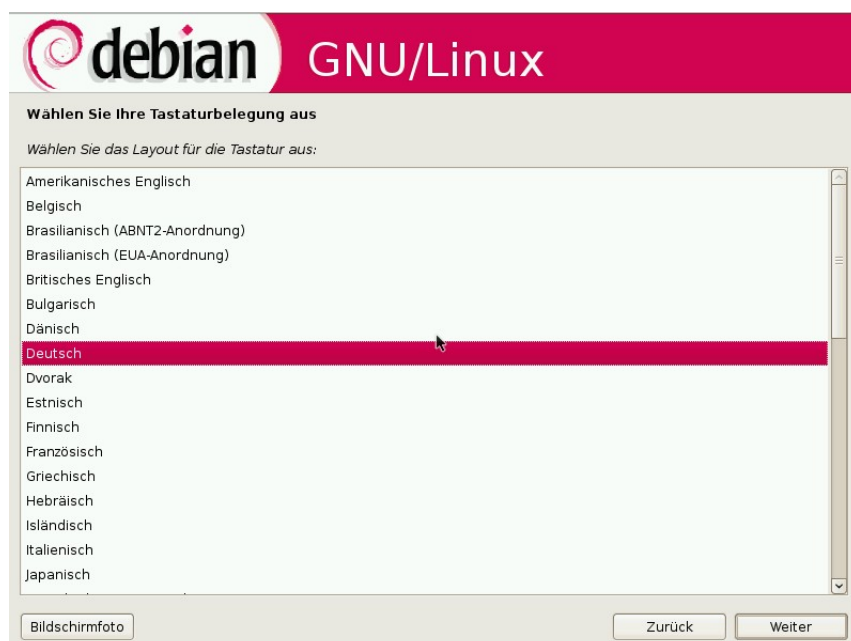 debian GNU/Linux
Wählen Sie Ihre Tastaturbelegung aus
Wählen Sie das Layout für die Tastatur aus:
Amerikanisches Englisch
Belgisch
Brasilianisch (ABNT2-Anordnung)
Brasilianisch (EUA-Anordnung)
Britisches Englisch
Bulgarisch
Dänisch
Deutsch
Dvorak
Estnisch
Finnisch
Französisch
Griechisch
Hebräisch
Isländisch
Italienisch
Japanisch
Bildschirmfoto Zurück Weiter